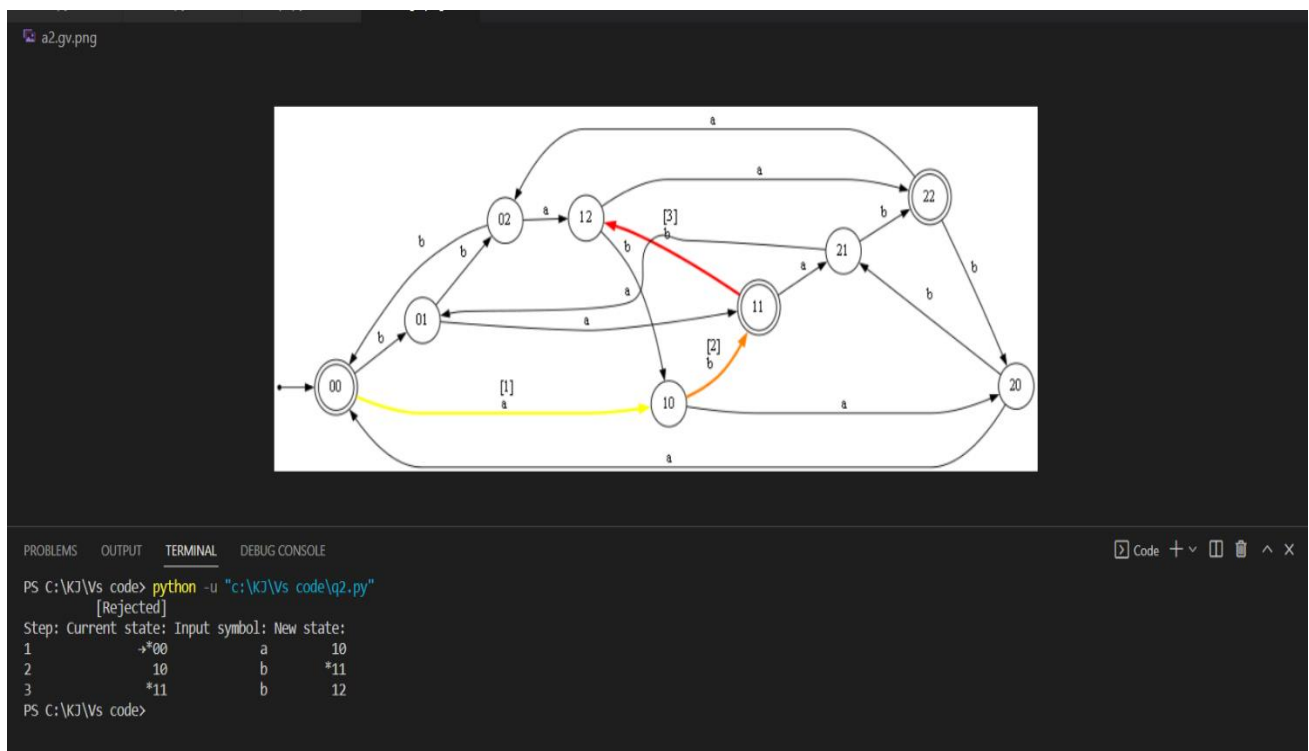 a2.gv.png
a
a
22
02
a
12
[3]
b
b
b
b
b
21
a
b
a
b
01
a
11
b
[2]
b
00
[1]
a
10
a
20
a
PROBLEMS OUTPUT TERMINAL DEBUG CONSOLE Code
PS C:\KJ\Vs code> python -u "c:\KJ\Vs code\q2.py"
[Rejected]
Step: Current state: Input symbol: New state:
1 →*00 a 10
2 10 b *11
3 *11 b 12
PS C:\KJ\Vs code>